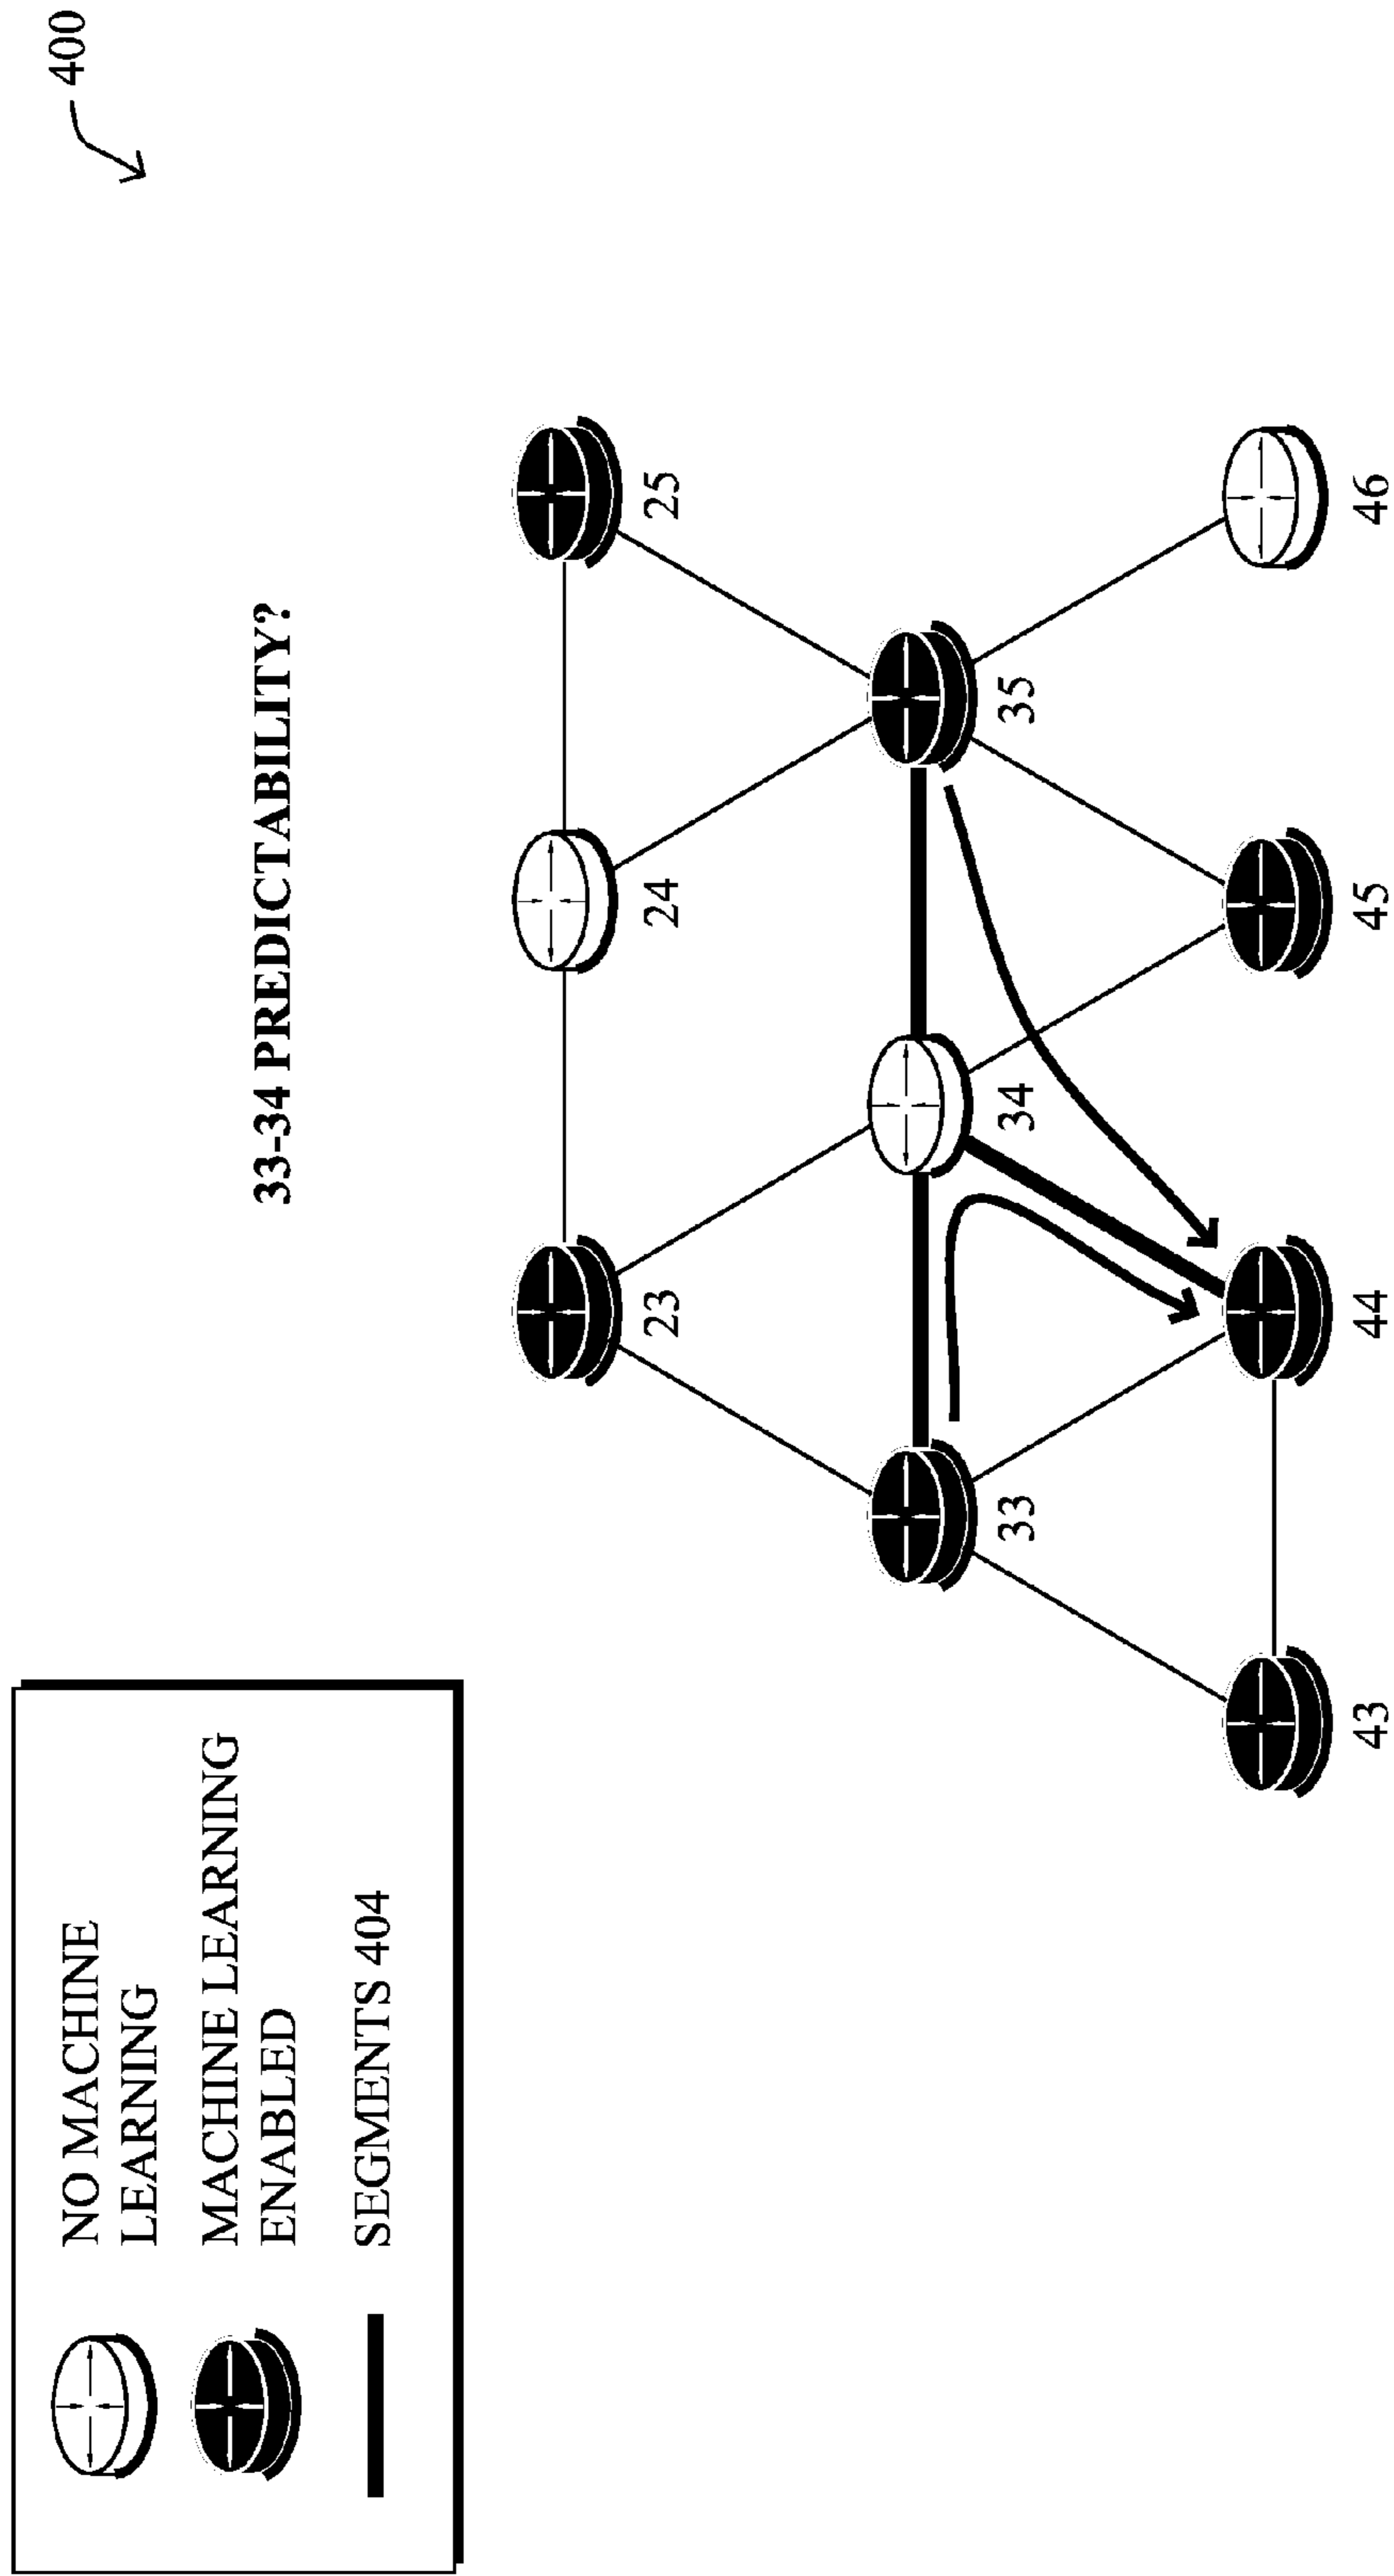 400
NO MACHINE
LEARNING
MACHINE LEARNING
ENABLED
SEGMENTS 404
33-34 PREDICTABILITY?
23
24
25
33
34
35
43
44
45
46